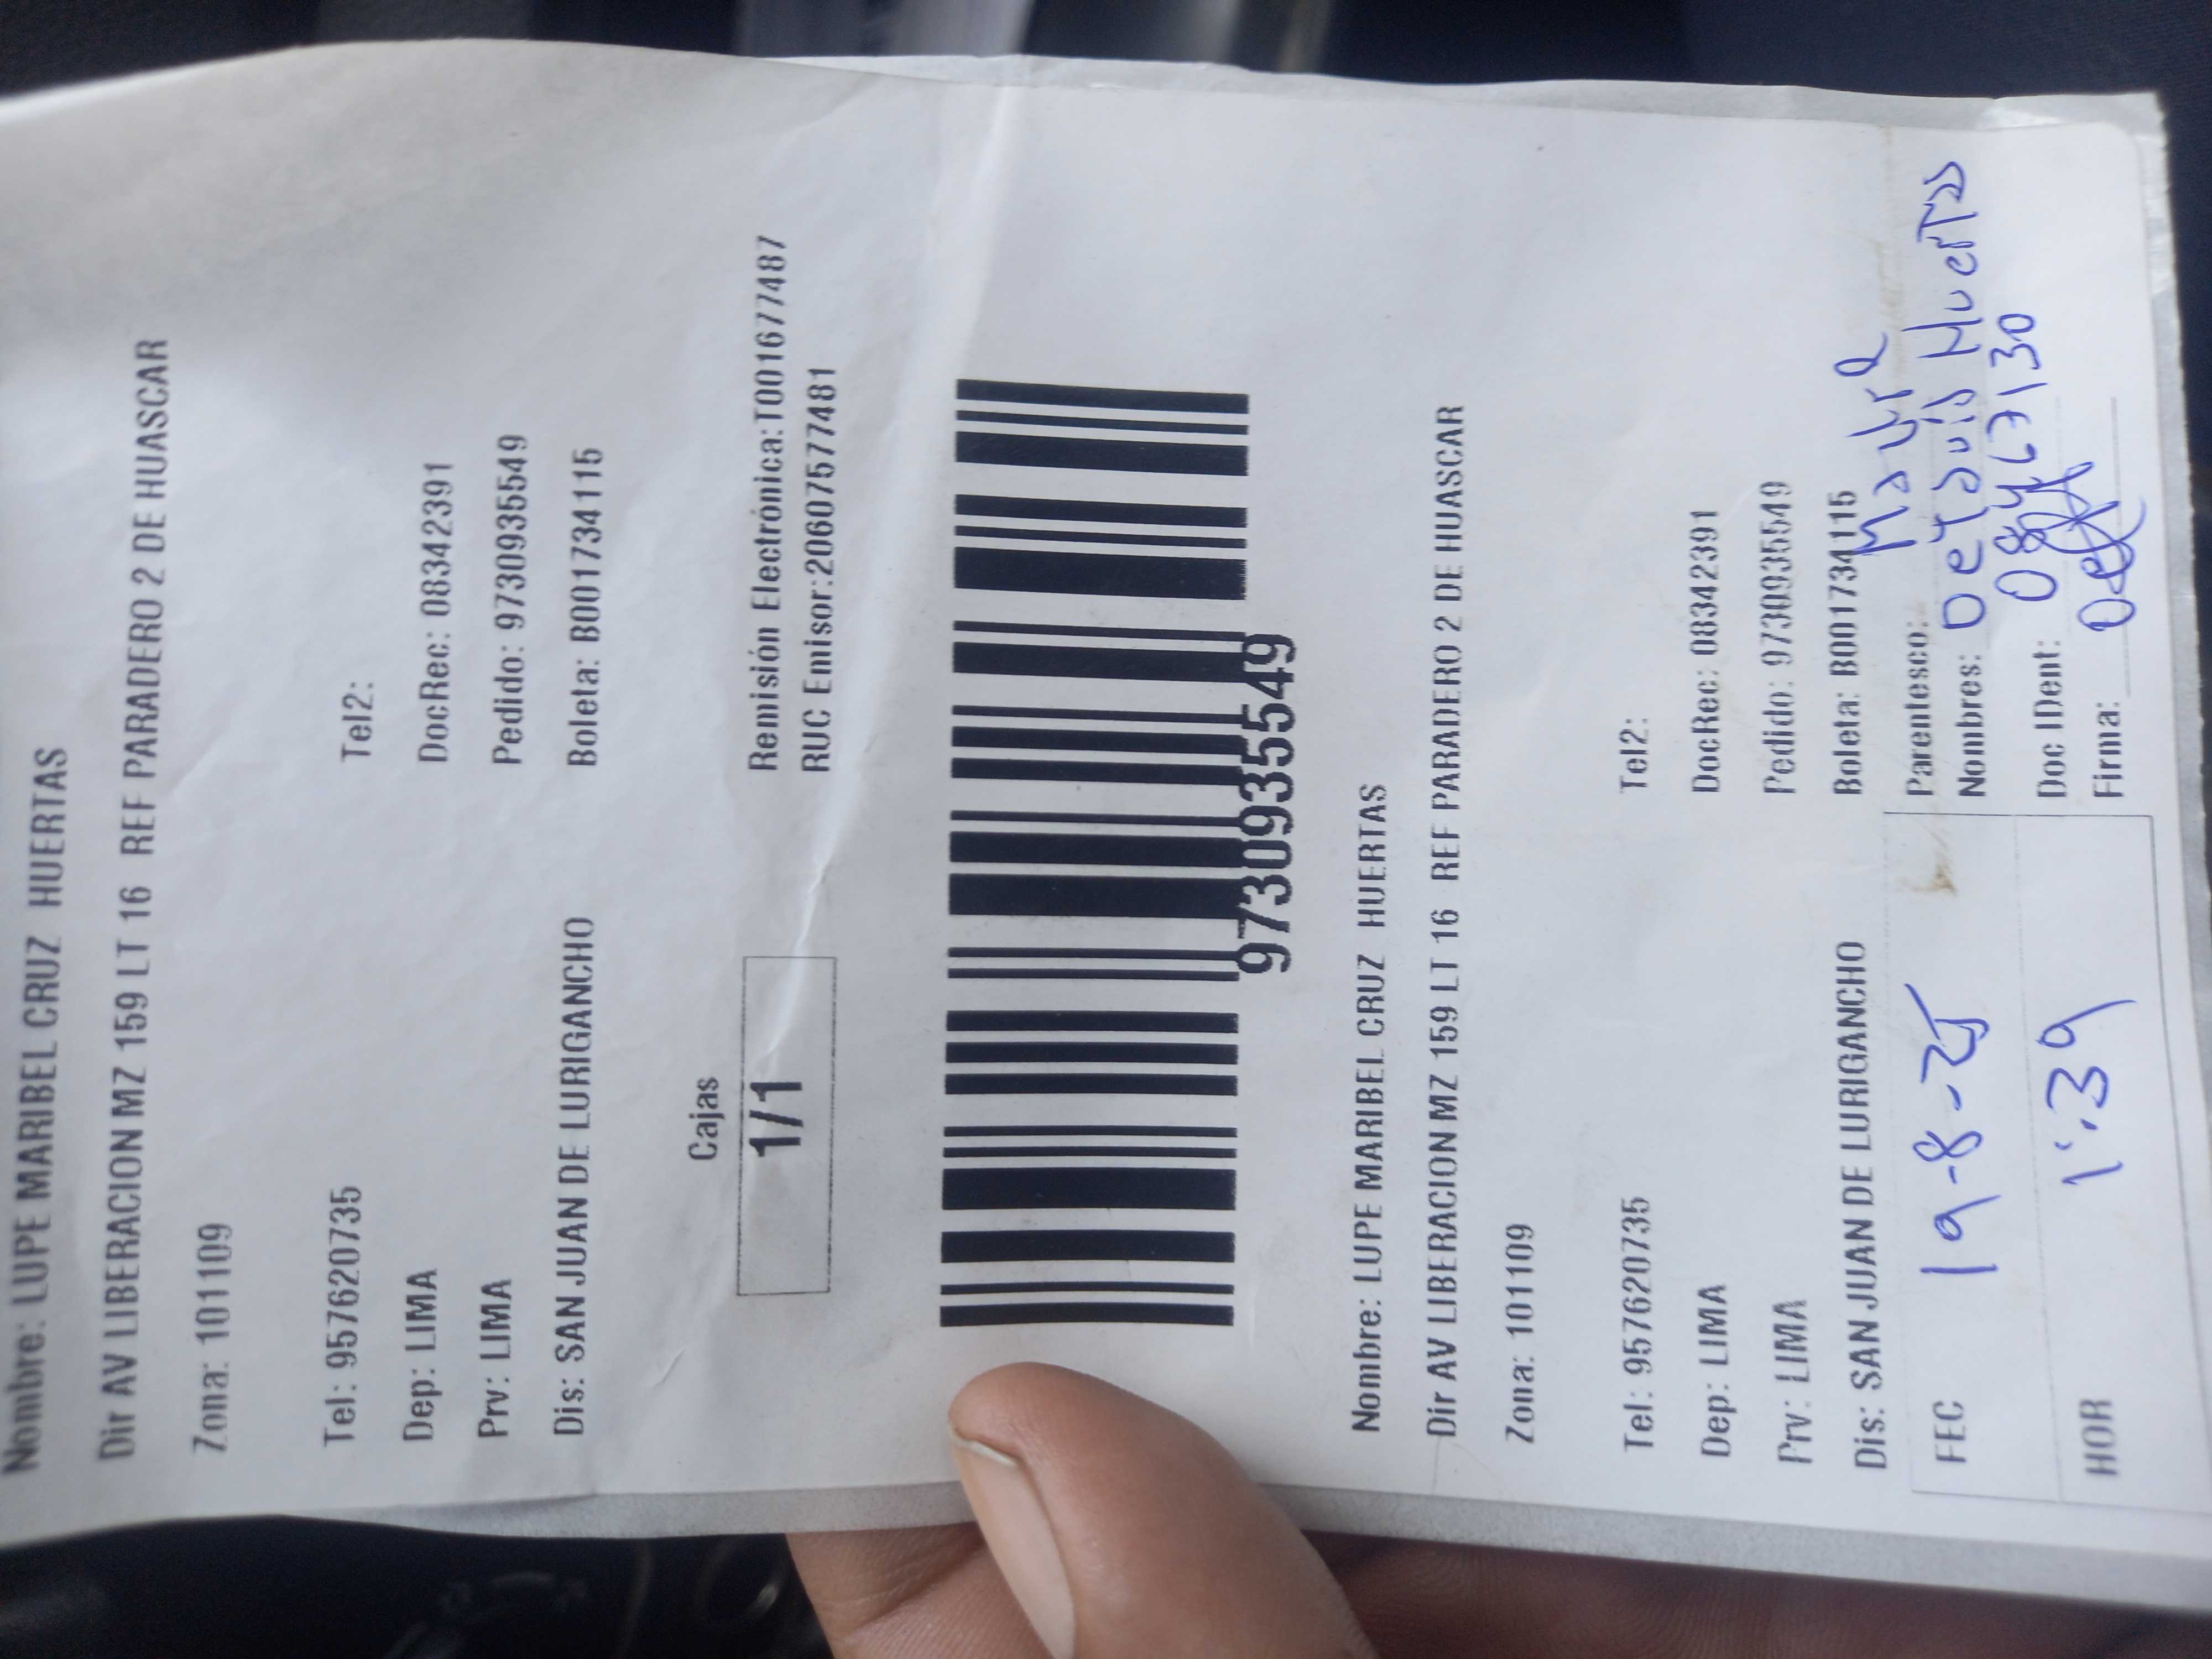 Nombre: LUPE MARIBEL CRUZ HUERTAS
Dir AV LIBERACION MZ 159 LT 16 REF PARADERO 2 DE HUASCAR
Zona: 101109
Tel: 957620735 Tel2:
Dep: LIMA DocRec: 08342391
Prv: LIMA Pedido: 9730935549
Dis: SAN JUAN DE LURIGANCHO Boleta: B001734115
Cajas
1/1
Remisión Electrónica:T001677487
RUC Emisor:20607577481
9730935549
Nombre: LUPE MARIBEL CRUZ HUERTAS
Dir AV LIBERACION MZ 159 LT 16 REF PARADERO 2 DE HUASCAR
Zona: 101109
Tel: 957620735 Tel2:
Dep: LIMA DocRec: 08342391
Prv: LIMA Pedido: 9730935549
Dis: SAN JUAN DE LURIGANCHO Boleta: B001734115
FEC 19-8-25
HOR 1:39
Parentesco:
Nombres: Huertas
Doc IDent: 08467130
Firma: